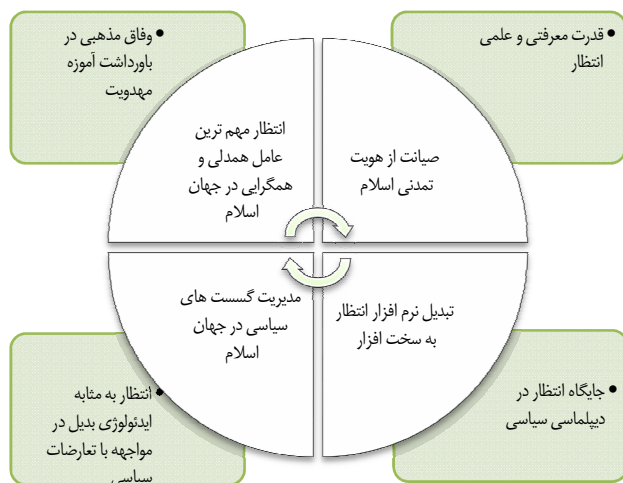 • قدرت معرفتی و علمی
انتظار
• وفاق مذهبی در
باورداشت آموزه
مهدویت
صیانت از هویت
تمدنی اسلام
انتظار مهم ترین
عامل همدلی و
همگرایی در جهان
اسلام
تبدیل نرم افزار انتظار
به سخت افزار
مدیریت گسست های
سیاسی در جهان
اسلام
• جایگاه انتظار در
دیپلماسی سیاسی
• انتظار به مثابه
ایدئولوژی بدیل در
مواجهه با تعارضات
سیاسی